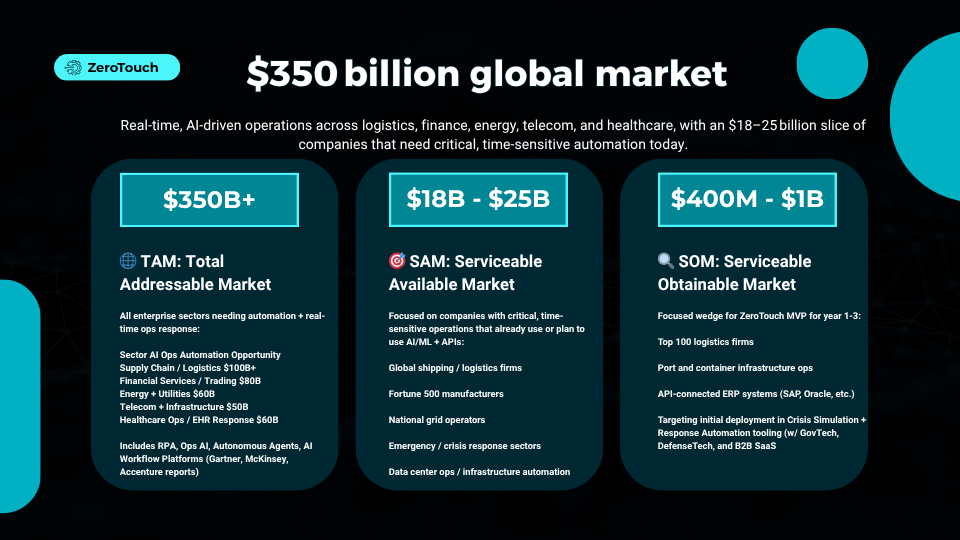 ZeroTouch
$350 billion global market
Real-time, AI-driven operations across logistics, finance, energy, telecom, and healthcare, with an $18–25 billion slice of
companies that need critical, time-sensitive automation today.
$350B+
TAM: Total
Addressable Market
All enterprise sectors needing automation + real-
time ops response:
Sector AI Ops Automation Opportunity
Supply Chain / Logistics $100B+
Financial Services / Trading $80B
Energy + Utilities $60B
Telecom + Infrastructure $50B
Healthcare Ops / EHR Response $60B
Includes RPA, Ops AI, Autonomous Agents, AI
Workflow Platforms (Gartner, McKinsey,
Accenture reports)
$18B - $25B
SAM: Serviceable
Available Market
Focused on companies with critical, time-
sensitive operations that already use or plan to
use AI/ML + APIs:
Global shipping / logistics firms
Fortune 500 manufacturers
National grid operators
Emergency / crisis response sectors
Data center ops / infrastructure automation
$400M - $1B
SOM: Serviceable
Obtainable Market
Focused wedge for ZeroTouch MVP for year 1-3:
Top 100 logistics firms
Port and container infrastructure ops
API-connected ERP systems (SAP, Oracle, etc.)
Targeting initial deployment in Crisis Simulation +
Response Automation tooling (w/ GovTech,
DefenseTech, and B2B SaaS